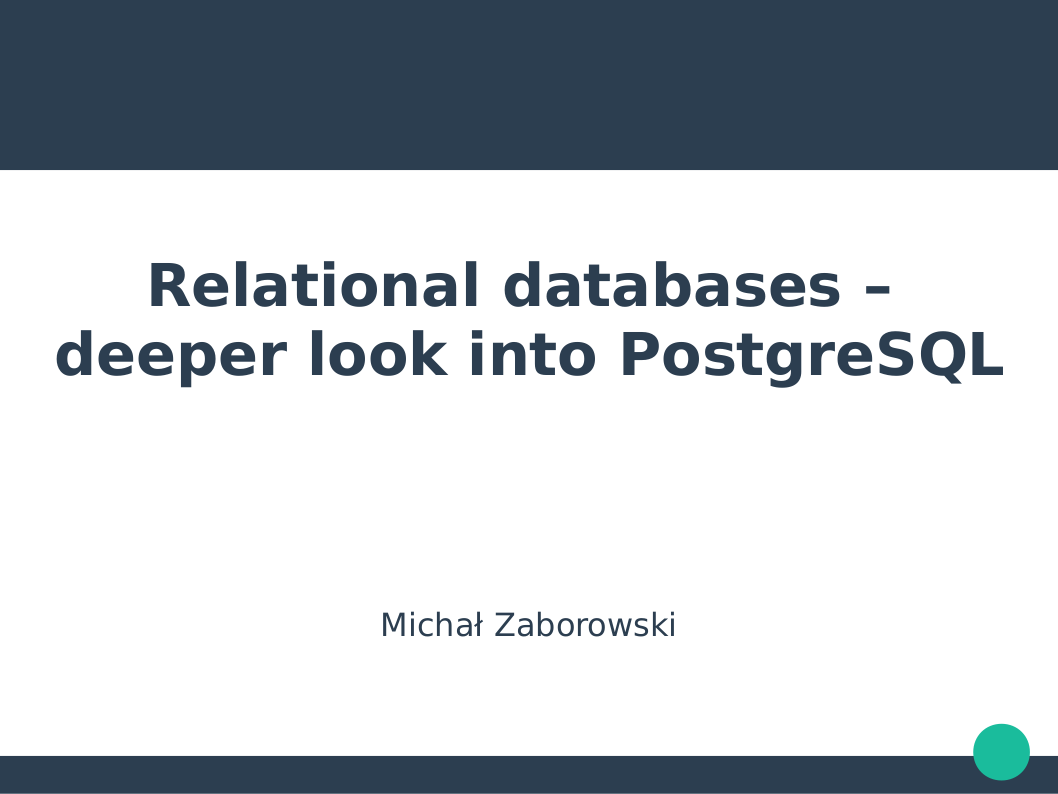 Relational databases –
deeper look into PostgreSQL
Michał Zaborowski